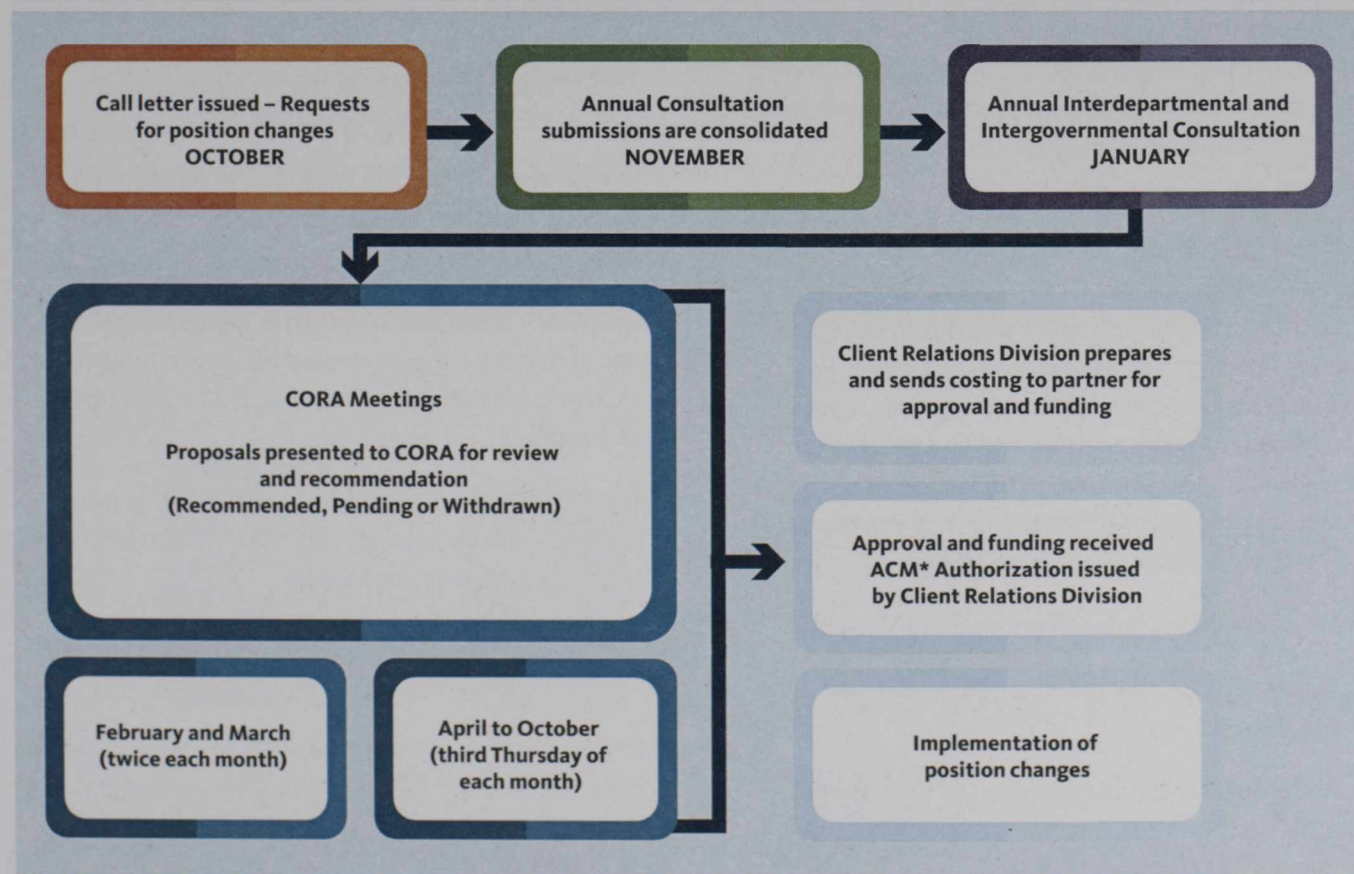 Call letter issued – Requests
for position changes
OCTOBER
Annual Consultation
submissions are consolidated
NOVEMBER
Annual Interdepartmental and
Intergovernmental Consultation
JANUARY
CORA Meetings
Proposals presented to CORA for review
and recommendation
(Recommended, Pending or Withdrawn)
February and March
(twice each month)
April to October
(third Thursday of
each month)
Client Relations Division prepares
and sends costing to partner for
approval and funding
Approval and funding received
ACM* Authorization issued
by Client Relations Division
Implementation of
position changes